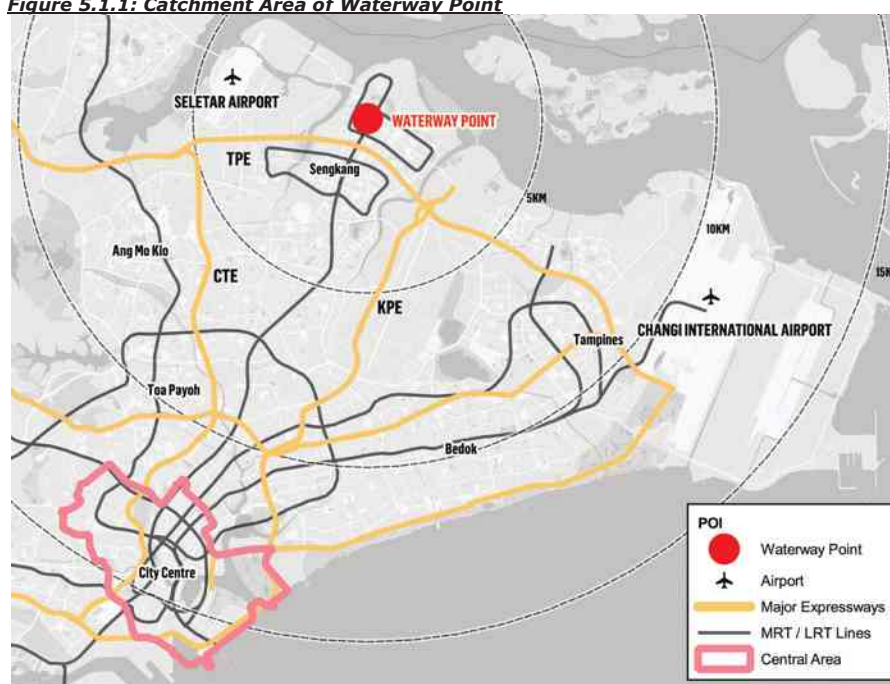 Figure 5.1.1: Catchment Area of Waterway Point
SELETAR AIRPORT
WATERWAY POINT
TPE
Sengkang
5KM
10KM
15K
Ang Mo Kio
CTE
KPE
CHANGI INTERNATIONAL AIRPORT
Tampines
Toa Payoh
Bedok
City Centre
POI
Waterway Point
Airport
Major Expressways
MRT / LRT Lines
Central Area